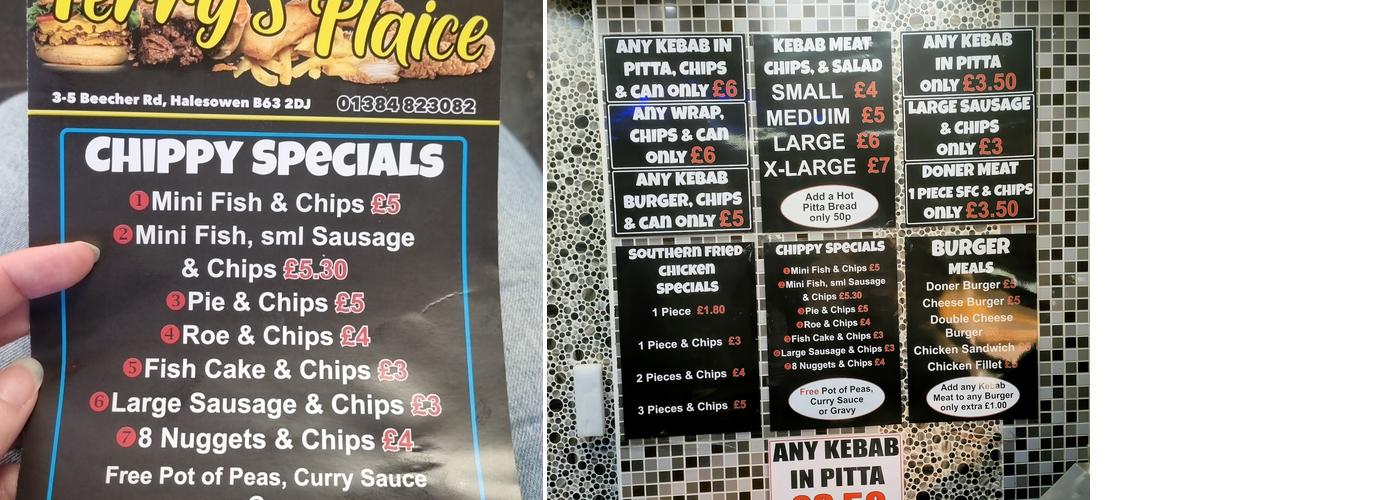 Terry's Plaice
3-5 Beecher Rd, Halesowen B63 2DJ 01384 823082
CHIPPY SPECIALS
1 Mini Fish & Chips £5
2 Mini Fish, sml Sausage
& Chips £5.30
3 Pie & Chips £5
4 Roe & Chips £4
5 Fish Cake & Chips £3
6 Large Sausage & Chips £3
7 8 Nuggets & Chips £4
Free Pot of Peas, Curry Sauce
ANY KEBAB IN
PITTA, CHIPS
& CAN ONLY £6
ANY WRAP,
CHIPS & CAN
ONLY £6
ANY KEBAB
BURGER, CHIPS
& CAN ONLY £5
KEBAB MEAT
CHIPS, & SALAD
SMALL £4
MEDUIM £5
LARGE £6
X-LARGE £7
Add a Hot
Pitta Bread
only 50p
ANY KEBAB
IN PITTA
ONLY £3.50
LARGE SAUSAGE
& CHIPS
ONLY £3
DONER MEAT
1 PIECE SFC & CHIPS
ONLY £3.50
SOUTHERN FRIED
CHICKEN
SPECIALS
1 Piece £1.80
1 Piece & Chips £3
2 Pieces & Chips £4
3 Pieces & Chips £5
CHIPPY SPECIALS
1 Mini Fish & Chips £5
2 Mini Fish, sml Sausage
& Chips £5.30
3 Pie & Chips £5
4 Roe & Chips £4
5 Fish Cake & Chips £3
6 Large Sausage & Chips £3
7 8 Nuggets & Chips £4
Free Pot of Peas,
Curry Sauce
or Gravy
BURGER
MEALS
Doner Burger £5
Cheese Burger £5
Double Cheese
Burger
Chicken Sandwich
Chicken Fillet
Add any Kebab
Meat to any Burger
only extra £1.00
ANY KEBAB
IN PITTA